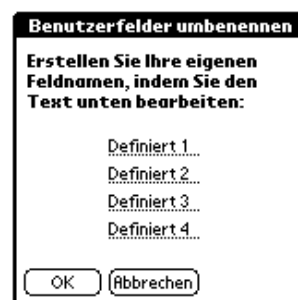 Benutzerfelder umbenennen
Erstellen Sie Ihre eigenen
Feldnamen, indem Sie den
Text unten bearbeiten:
Definiert 1
Definiert 2
Definiert 3
Definiert 4
OK Abbrechen